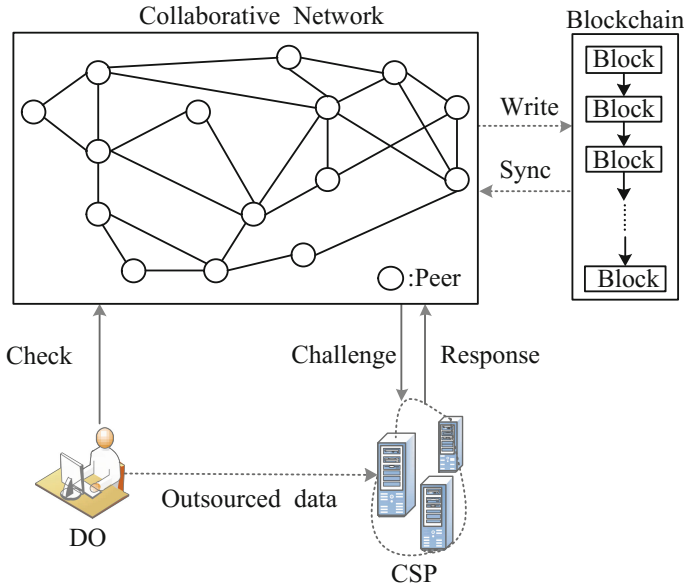 Collaborative Network
Blockchain
Block
Block
Block
Block
Write
Sync
:Peer
Check
Challenge
Response
Outsourced data
DO
CSP